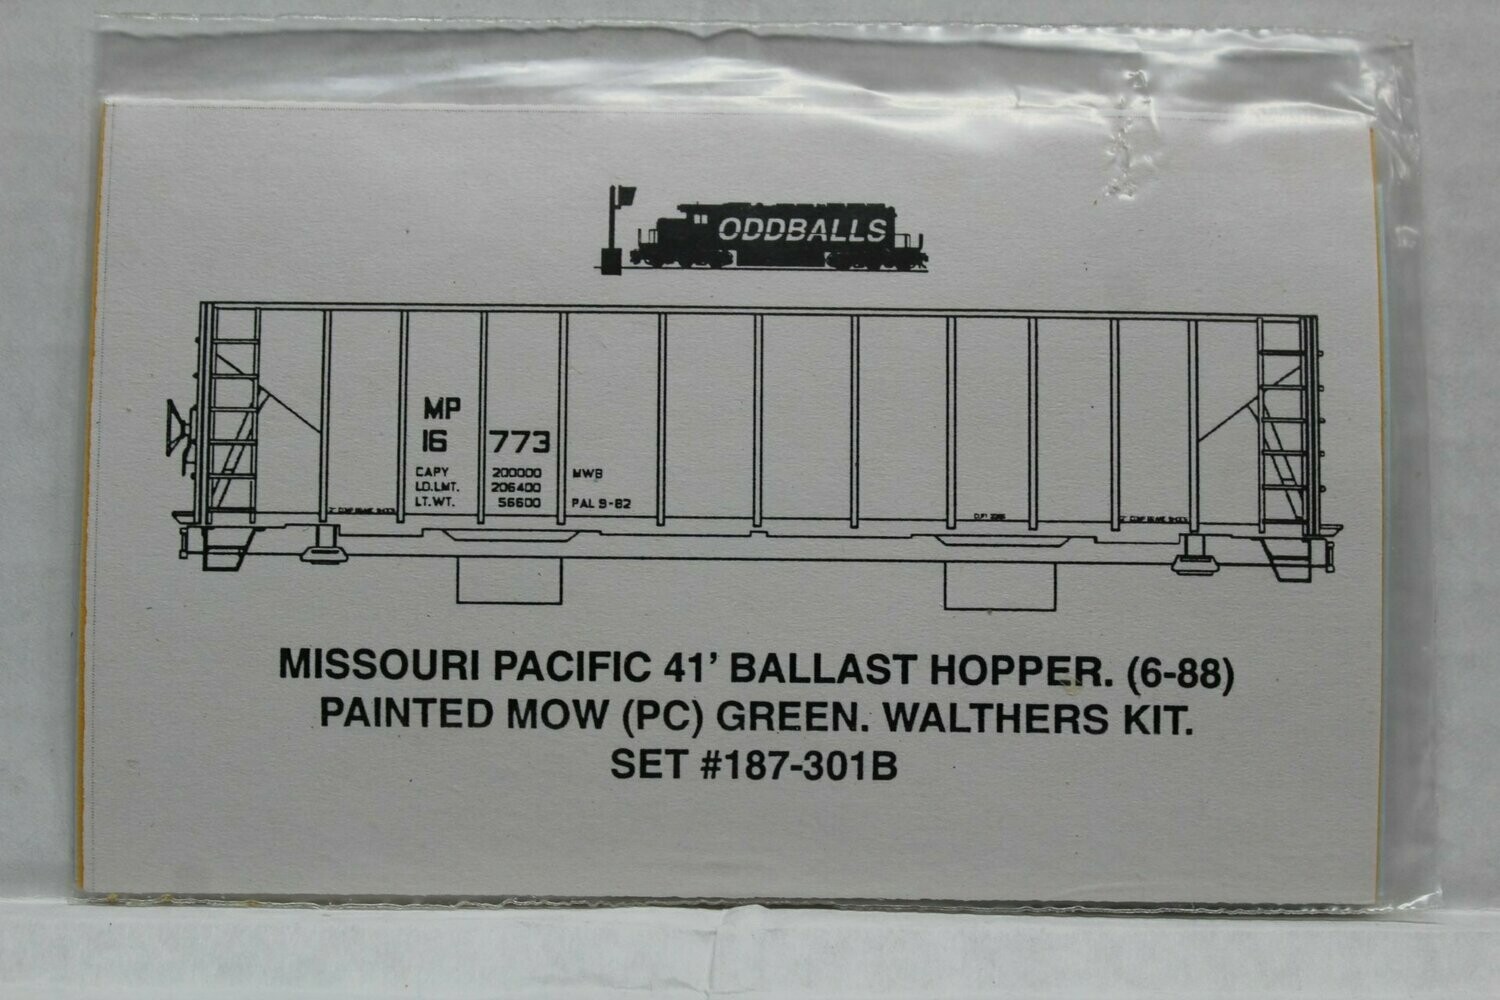 ODDBALLS
MP
16 773
CAPY 200000 MWB
LD.LMT. 206400
LT.WT. 56600 PAL 9-82
MISSOURI PACIFIC 41' BALLAST HOPPER. (6-88)
PAINTED MOW (PC) GREEN. WALTHERS KIT.
SET #187-301B